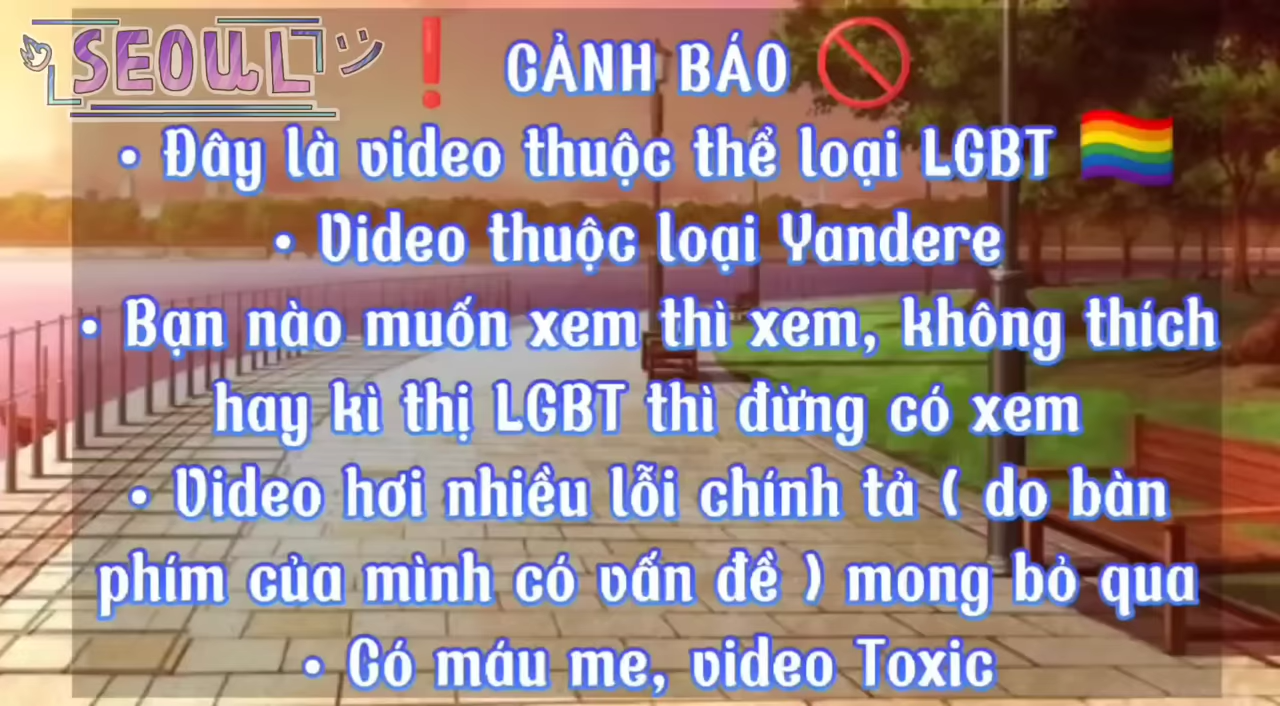 SEOUL ツ
❗ CẢNH BÁO 🚫
• Đây là video thuộc thể loại LGBT 🏳️‍🌈
• Video thuộc loại Yandere
• Bạn nào muốn xem thì xem, không thích
hay kì thị LGBT thì đừng có xem
• Video hơi nhiều lỗi chính tả ( do bàn
phím của mình có vấn đề ) mong bỏ qua
• Có máu me, video Toxic